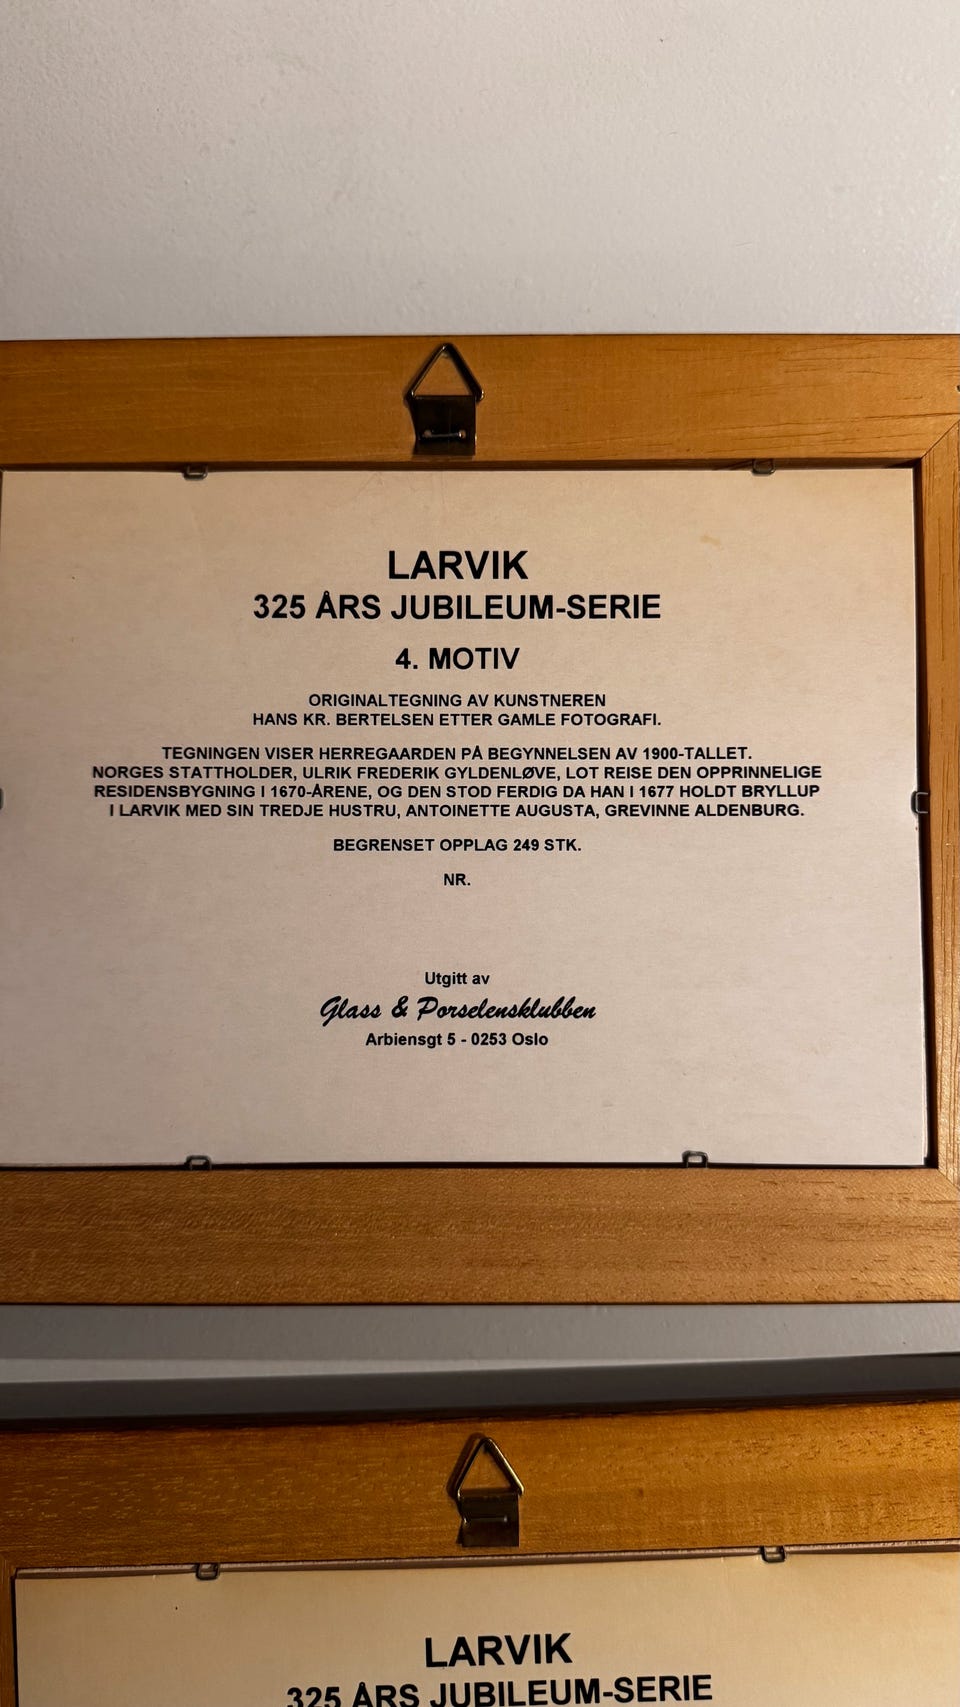 LARVIK
325 ÅRS JUBILEUM-SERIE
4. MOTIV
ORIGINALTEGNING AV KUNSTNEREN
HANS KR. BERTELSEN ETTER GAMLE FOTOGRAFI.
TEGNINGEN VISER HERREGAARDEN PÅ BEGYNNELSEN AV 1900-TALLET.
NORGES STATTHOLDER, ULRIK FREDERIK GYLDENLØVE, LOT REISE DEN OPPRINNELIGE
RESIDENSBYGNING I 1670-ÅRENE, OG DEN STOD FERDIG DA HAN I 1677 HOLDT BRYLLUP
I LARVIK MED SIN TREDJE HUSTRU, ANTOINETTE AUGUSTA, GREVINNE ALDENBURG.
BEGRENSET OPPLAG 249 STK.
NR.
Utgitt av
Glass & Porselensklubben
Arbiensgt 5 - 0253 Oslo
LARVIK
325 ÅRS JUBILEUM-SERIE